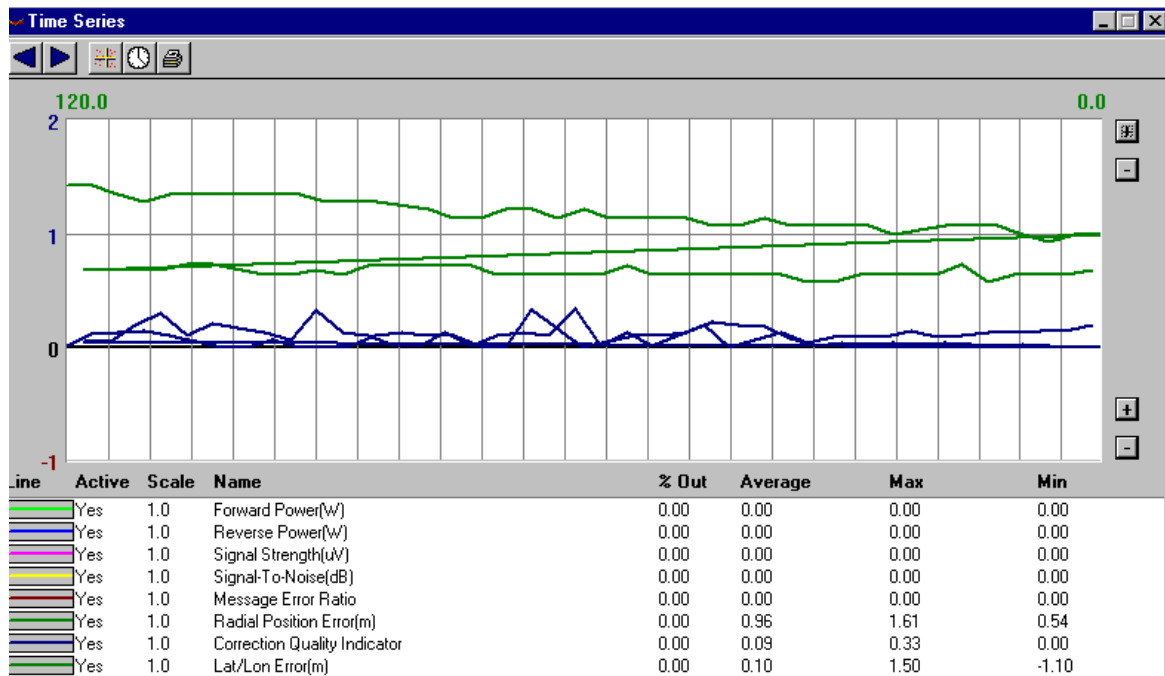 Time Series
120.0 0.0
2
1
0
-1
Line Active Scale Name % Out Average Max Min
Yes 1.0 Forward Power(W) 0.00 0.00 0.00 0.00
Yes 1.0 Reverse Power(W) 0.00 0.00 0.00 0.00
Yes 1.0 Signal Strength(uV) 0.00 0.00 0.00 0.00
Yes 1.0 Signal-To-Noise(dB) 0.00 0.00 0.00 0.00
Yes 1.0 Message Error Ratio 0.00 0.00 0.00 0.00
Yes 1.0 Radial Position Error(m) 0.00 0.96 1.61 0.54
Yes 1.0 Correction Quality Indicator 0.00 0.09 0.33 0.00
Yes 1.0 Lat/Lon Error(m) 0.00 0.10 1.50 -1.10